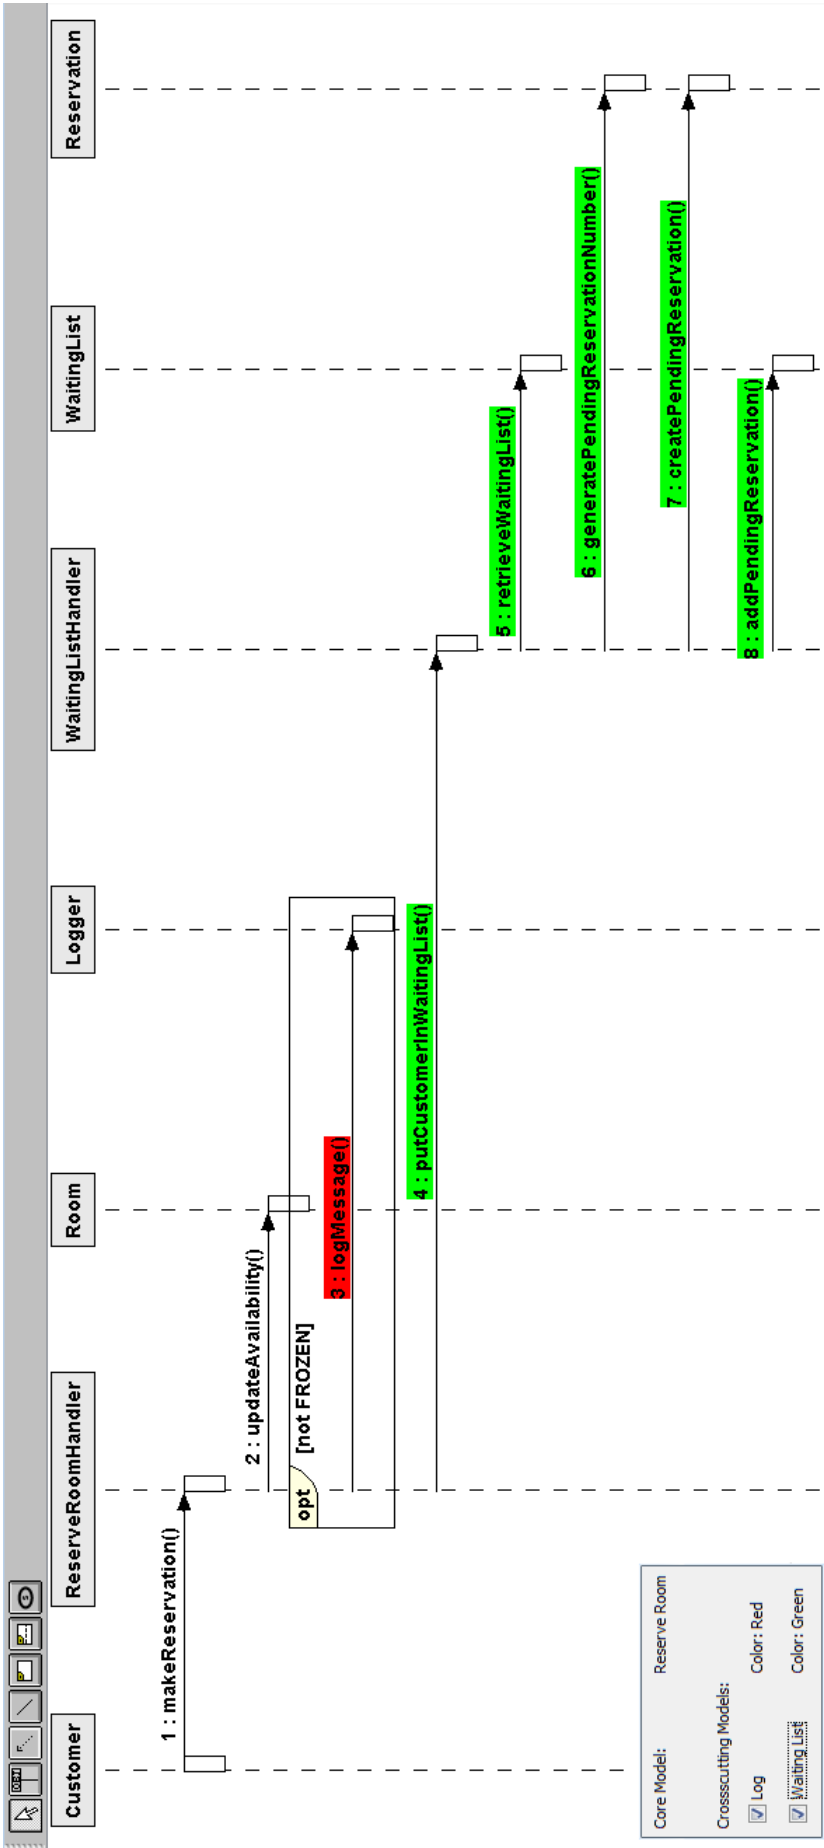 OBJ
S
Customer
ReserveRoomHandler
Room
Logger
WaitingListHandler
WaitingList
Reservation
1 : makeReservation()
2 : updateAvailability()
opt
[not FROZEN]
3 : logMessage()
4 : putCustomerInWaitingList()
5 : retrieveWaitingList()
6 : generatePendingReservationNumber()
7 : createPendingReservation()
8 : addPendingReservation()
Core Model: Reserve Room
Crossscutting Models:
Log Color: Red
Waiting List Color: Green